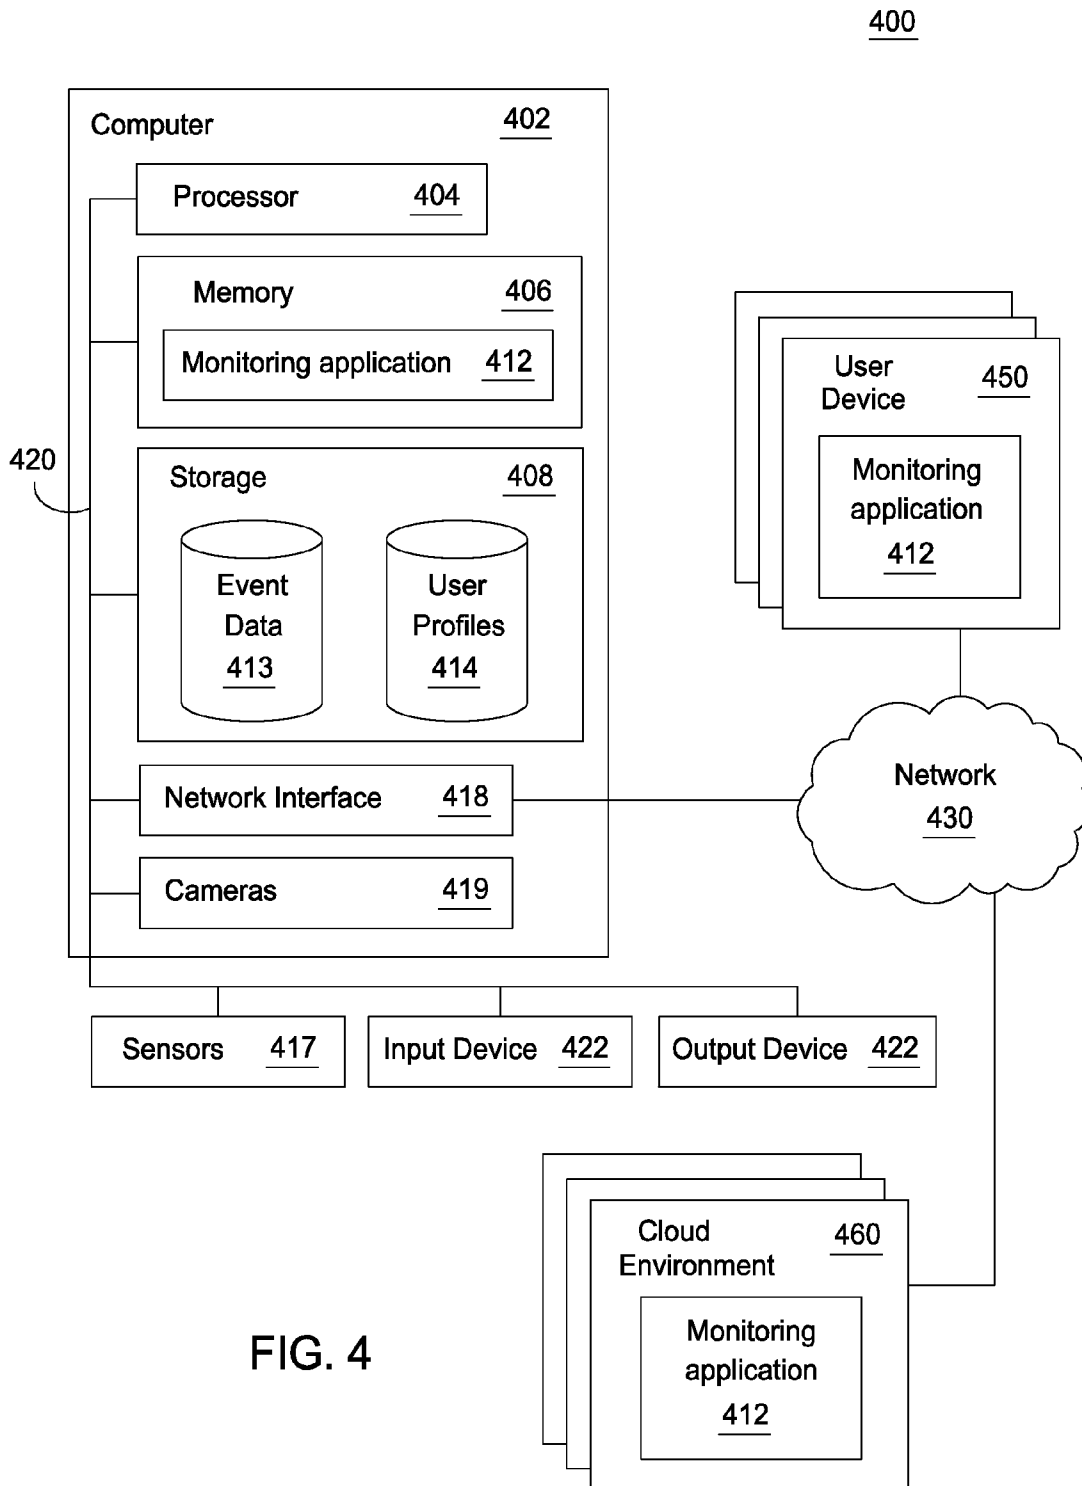 400
Computer 402
Processor 404
Memory 406
Monitoring application 412
420
Storage 408
Event
Data
413
User
Profiles
414
Network Interface 418
Cameras 419
Sensors 417
Input Device 422
Output Device 422
User
Device
450
Monitoring
application
412
Network
430
Cloud
Environment
460
Monitoring
application
412
FIG. 4